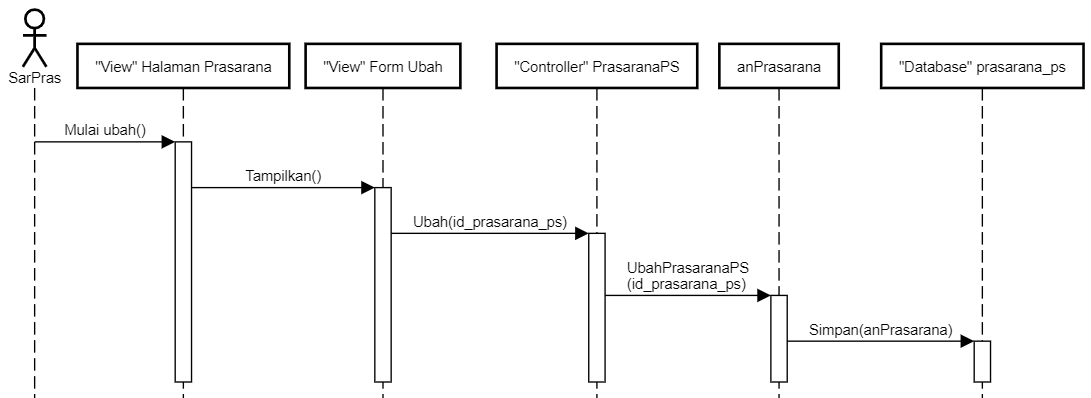 SarPras
"View" Halaman Prasarana
"View" Form Ubah
"Controller" PrasaranaPS
anPrasarana
"Database" prasarana_ps
Mulai ubah()
Tampilkan()
Ubah(id_prasarana_ps)
UbahPrasaranaPS
(id_prasarana_ps)
Simpan(anPrasarana)